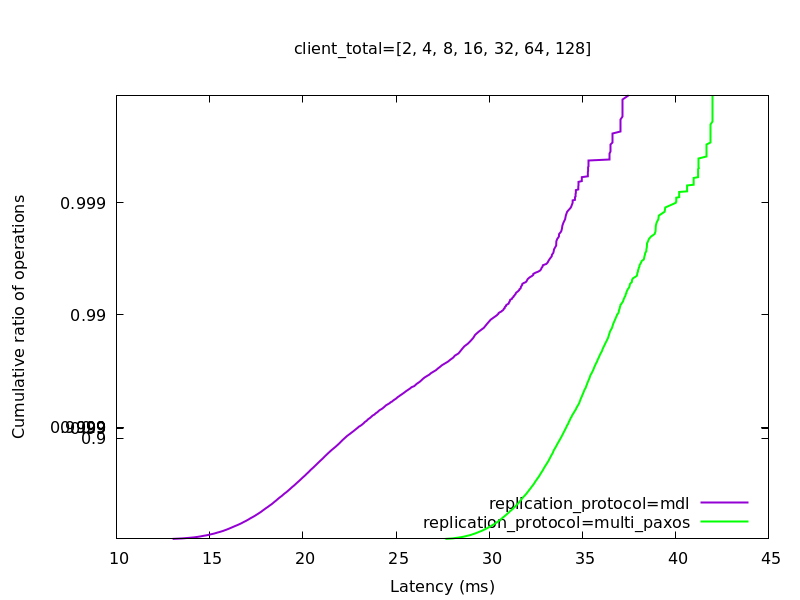 client_total=[2, 4, 8, 16, 32, 64, 128]
Cumulative ratio of operations
0.999
0.99
0.9
replication_protocol=mdl
replication_protocol=multi_paxos
10 15 20 25 30 35 40 45
Latency (ms)